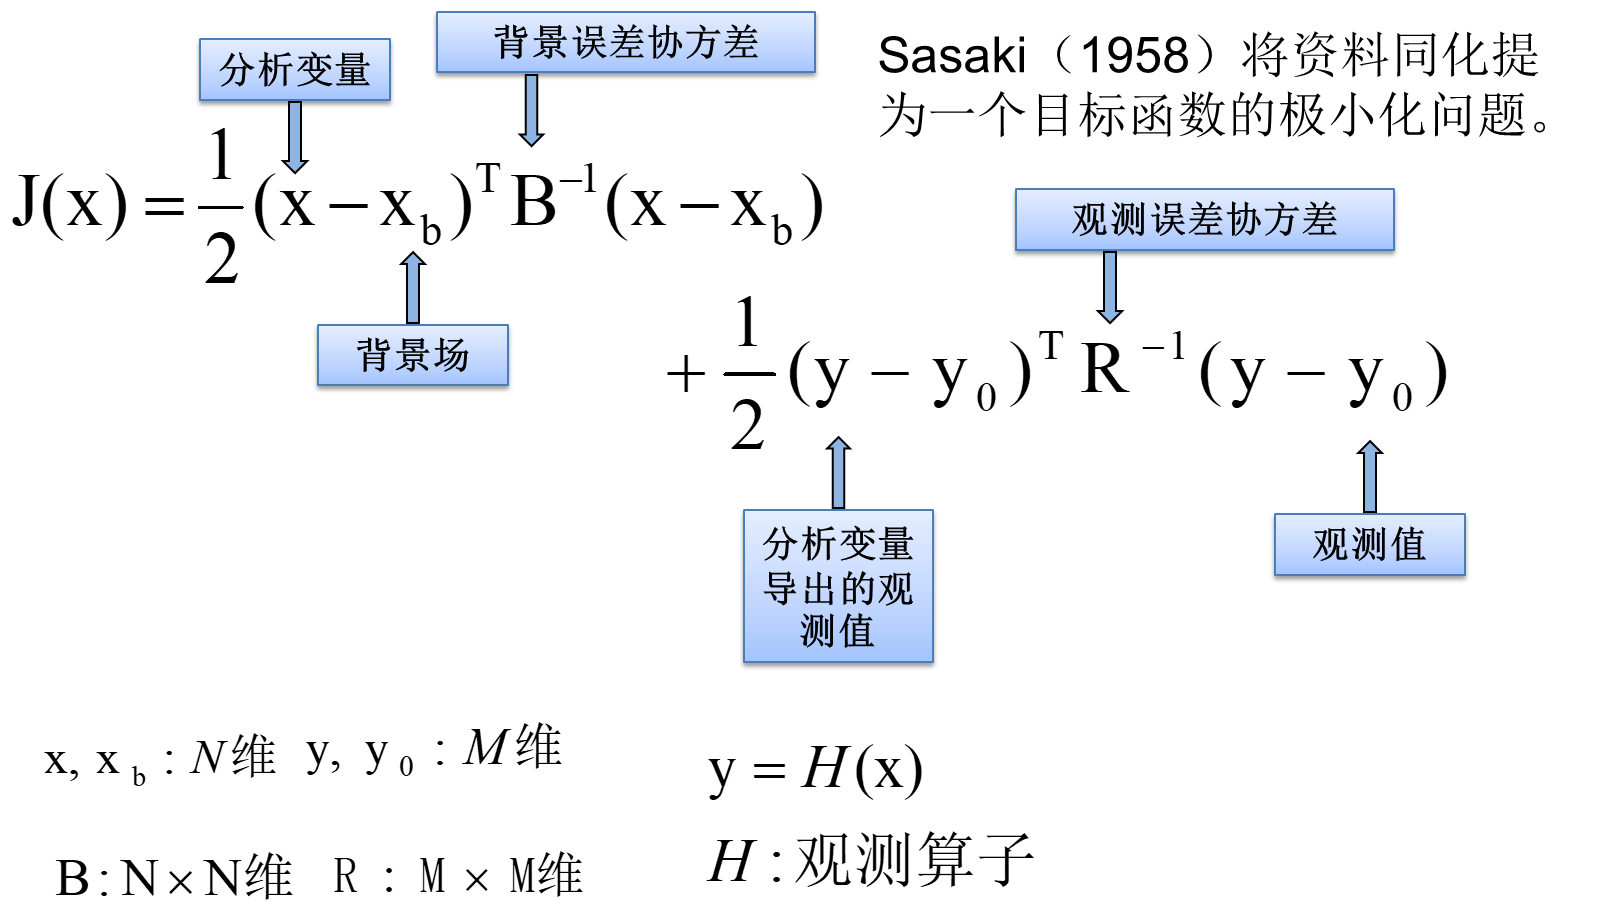 分析变量
背景误差协方差
Sasaki（1958）将资料同化提
为一个目标函数的极小化问题。
J(x) = 1/2 (x − x_b)^T B^−1 (x − x_b)
背景场
观测误差协方差
+ 1/2 (y − y_0)^T R^−1 (y − y_0)
分析变量
导出的观
测值
观测值
x, x_b : N维 y, y_0 : M维
y = H(x)
B : N × N维 R : M × M维
H : 观测算子